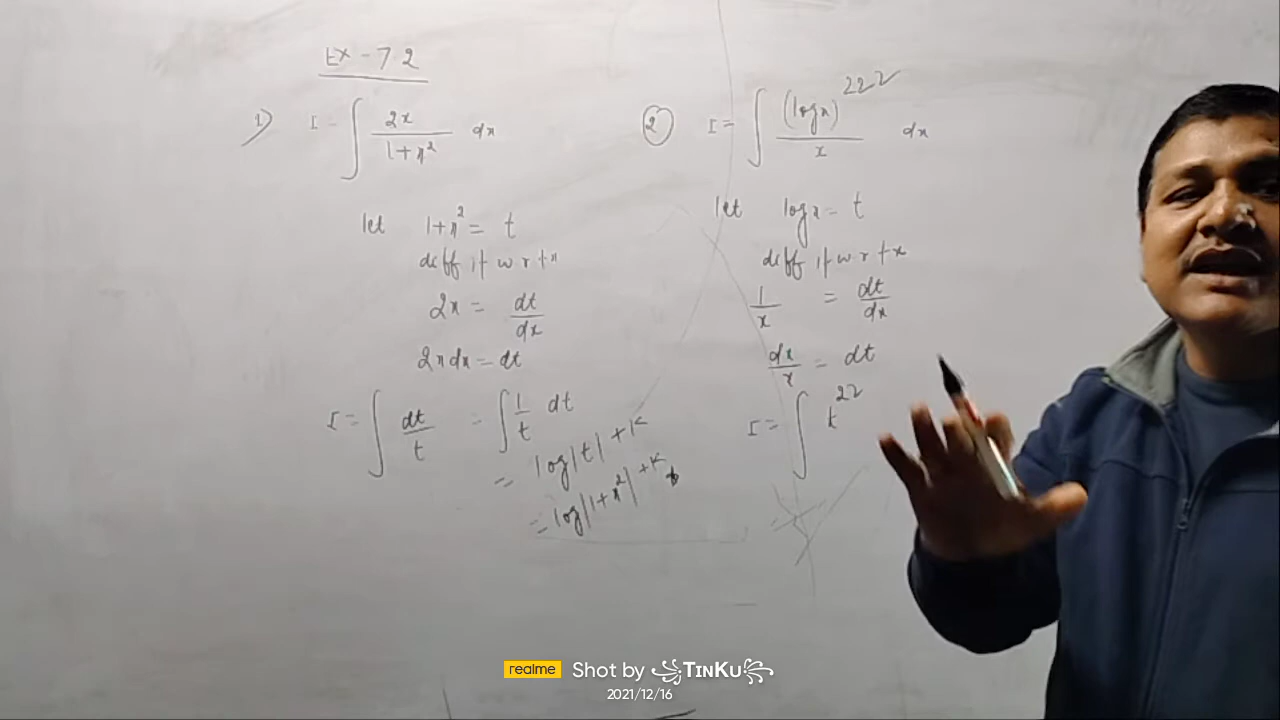 Ex - 7.2
1) I = ∫ 2x / 1+x² dx
let 1+x² = t
diff it w r t x
2x = dt/dx
2x dx = dt
I = ∫ dt/t = ∫ 1/t dt
= log|t| + K
= log|1+x²| + K
② I = ∫ (log x)²²² / x dx
let log x = t
diff it w r t x
1/x = dt/dx
dx/x = dt
I = ∫ t²²
realme Shot by TINKU
2021/12/16